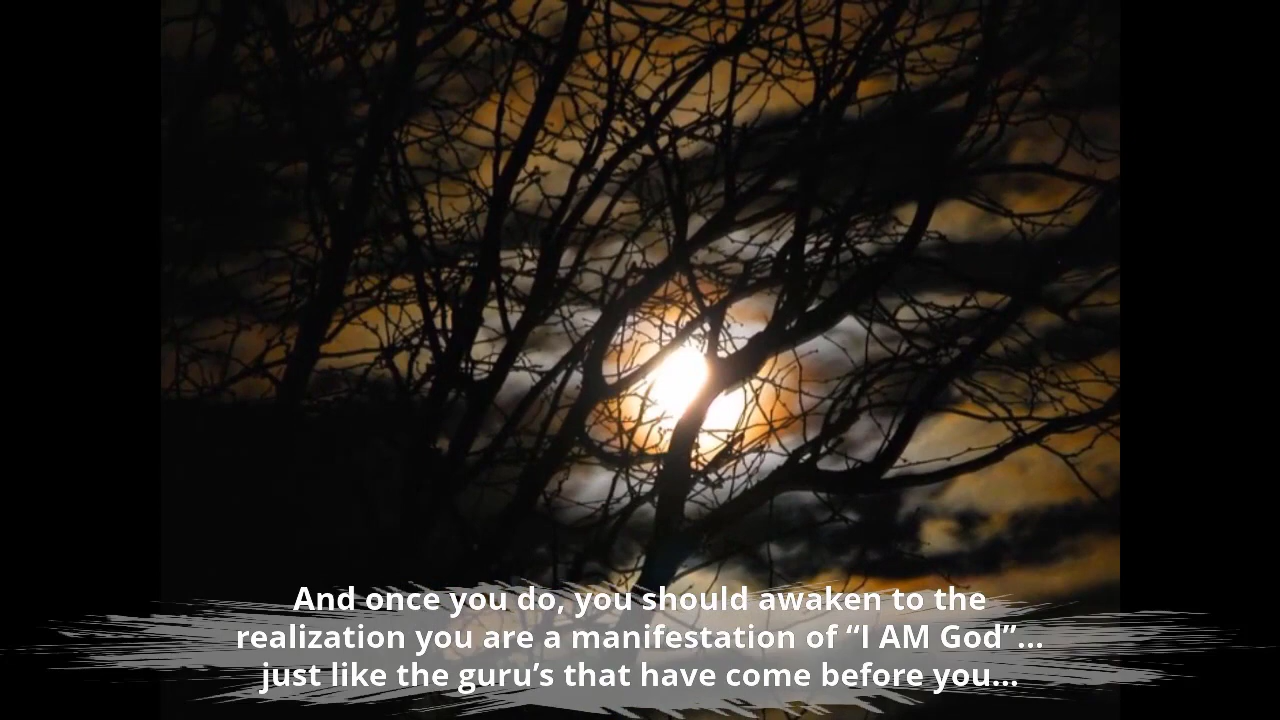 And once you do, you should awaken to the
realization you are a manifestation of “I AM God”...
just like the guru’s that have come before you...